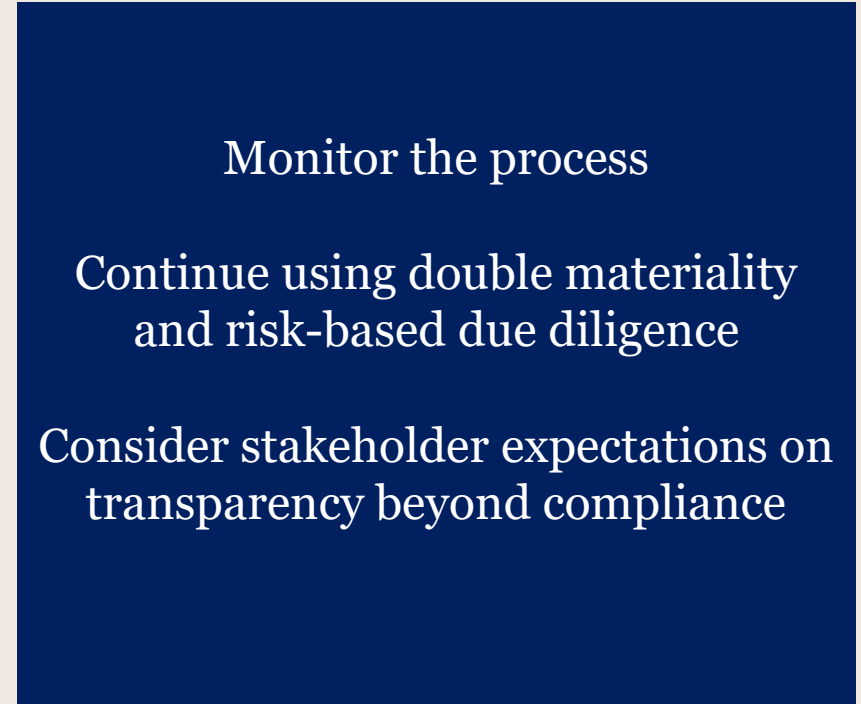 Monitor the process
Continue using double materiality
and risk-based due diligence
Consider stakeholder expectations on
transparency beyond compliance